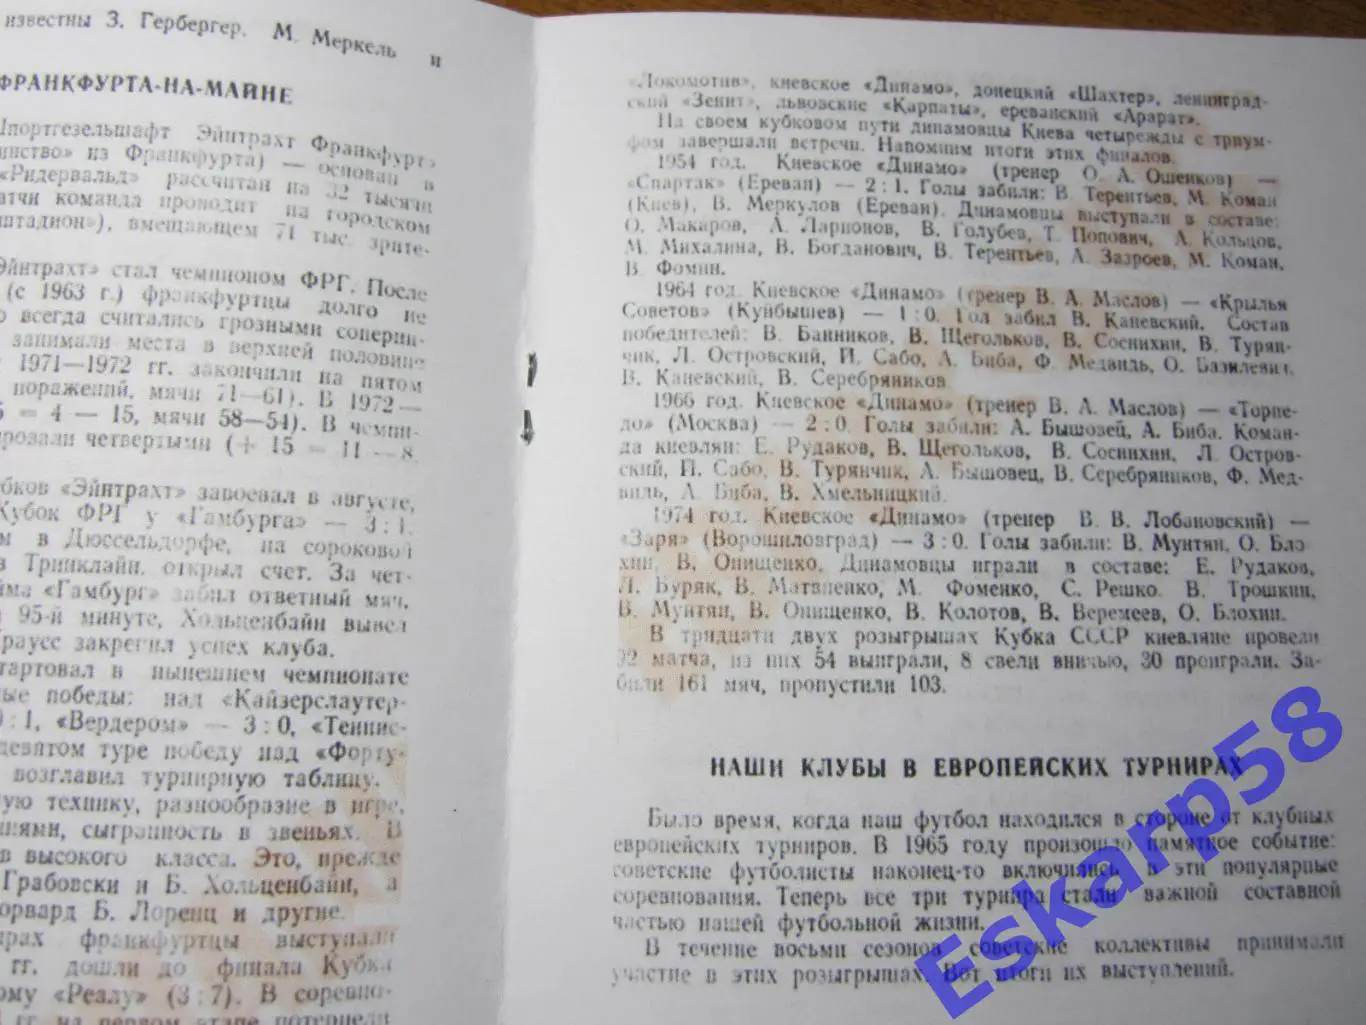 известны З. Гербергер, М. Меркель и
ФРАНКФУРТА-НА-МАЙНЕ
Шпортгезельшафт Эйнтрахт Франкфурт»
инство» из Франкфурта) — основан в
«Ридервальд» рассчитан на 32 тысячи
атчи команда проводит на городском
штадион»), вмещающем 71 тыс. зрите-
Эйнтрахт» стал чемпионом ФРГ. После
(с 1963 г.) франкфуртцы долго не
о всегда считались грозными соперни-
занимали места в верхней половине
1971—1972 гг. закончили на пятом
поражений, мячи 71—61). В 1972—
5 = 4 — 15, мячи 58—54). В чемпи-
ировали четвертыми (+ 15 = 11 — 8,
бков «Эйнтрахт» завоевал в августе,
Кубок ФРГ у «Гамбурга» — 3:1.
м в Дюссельдорфе, на сороковой
в Тринклайн, открыл счет. За чет-
йма «Гамбург» забил ответный мяч.
а 95-й минуте, Хольценбайн вывел
Краусс закрепил успех клуба.
стартовал в нынешнем чемпионате
ные победы: над «Кайзерслаутер-
:1, «Вердером» — 3:0, «Теннис-
девятом туре победу над «Форту-
возглавил турнирную таблицу.
ную технику, разнообразие в игре,
иями, сыгранность в звеньях. В
в высокого класса. Это, прежде
Грабовски и Б. Хольценбайн, а
орвард Б. Лоренц и другие.
ирах франкфуртцы выступали
гг. дошли до финала Кубка
ому «Реалу» (3:7). В соревно-
гг. на первом этапе потерпели
«Локомотив», киевское «Динамо», донецкий «Шахтер», ленинград-
ский «Зенит», львовские «Карпаты», ереванский «Арарат».
На своем кубковом пути динамовцы Киева четырежды с триум-
фом завершали встречи. Напомним итоги этих финалов.
1954 год. Киевское «Динамо» (тренер О. А. Ошенков) —
«Спартак» (Ереван) — 2:1. Голы забили: В. Терентьев, М. Коман
(Киев), В. Меркулов (Ереван). Динамовцы выступали в составе:
О. Макаров, А. Ларионов, В. Голубев, Т. Попович, А. Кольцов,
М. Михалина, В. Богданович, В. Терентьев, А. Зазроев, М. Коман,
В. Фомин.
1964 год. Киевское «Динамо» (тренер В. А. Маслов) — «Крылья
Советов» (Куйбышев) — 1:0. Гол забил В. Каневский. Состав
победителей: В. Банников, В. Щегольков, В. Соснихин, В. Турян-
чик, Л. Островский, Й. Сабо, А. Биба, Ф. Медвидь, О. Базилевич,
В. Каневский, В. Серебряников.
1966 год. Киевское «Динамо» (тренер В. А. Маслов) — «Торпе-
до» (Москва) — 2:0. Голы забили: А. Бышовец, А. Биба. Коман-
да киевлян: Е. Рудаков, В. Щегольков, В. Соснихин, Л. Остров-
ский, Й. Сабо, В. Турянчик, А. Бышовец, В. Серебряников, Ф. Мед-
видь, А. Биба, В. Хмельницкий.
1974 год. Киевское «Динамо» (тренер В. В. Лобановский) —
«Заря» (Ворошиловград) — 3:0. Голы забили: В. Мунтян, О. Бло
хин, В. Онищенко. Динамовцы играли в составе: Е. Рудаков,
Л. Буряк, В. Матвиенко, М. Фоменко, С. Решко, В. Трошкин,
В. Мунтян, В. Онищенко, В. Колотов, В. Веремеев, О. Блохин.
В тридцати двух розыгрышах Кубка СССР киевляне провели
92 матча, из них 54 выиграли, 8 свели вничью, 30 проиграли. За-
били 161 мяч, пропустили 103.
НАШИ КЛУБЫ В ЕВРОПЕЙСКИХ ТУРНИРАХ
Было время, когда наш футбол находился в стороне от клубных
европейских турниров. В 1965 году произошло памятное событие:
советские футболисты наконец-то включились в эти популярные
соревнования. Теперь все три турнира стали важной составной
частью нашей футбольной жизни.
В течение восьми сезонов советские коллективы принимали
участие в этих розыгрышах. Вот итоги их выступлений.
Eskarp58